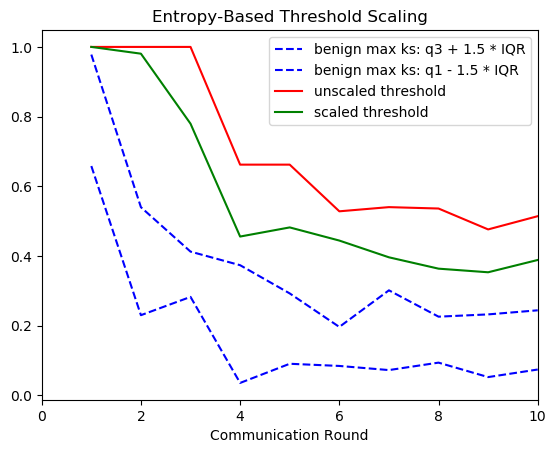 Entropy-Based Threshold Scaling
benign max ks: q3 + 1.5 * IQR
benign max ks: q1 - 1.5 * IQR
unscaled threshold
scaled threshold
1.0
0.8
0.6
0.4
0.2
0.0
0 2 4 6 8 10
Communication Round